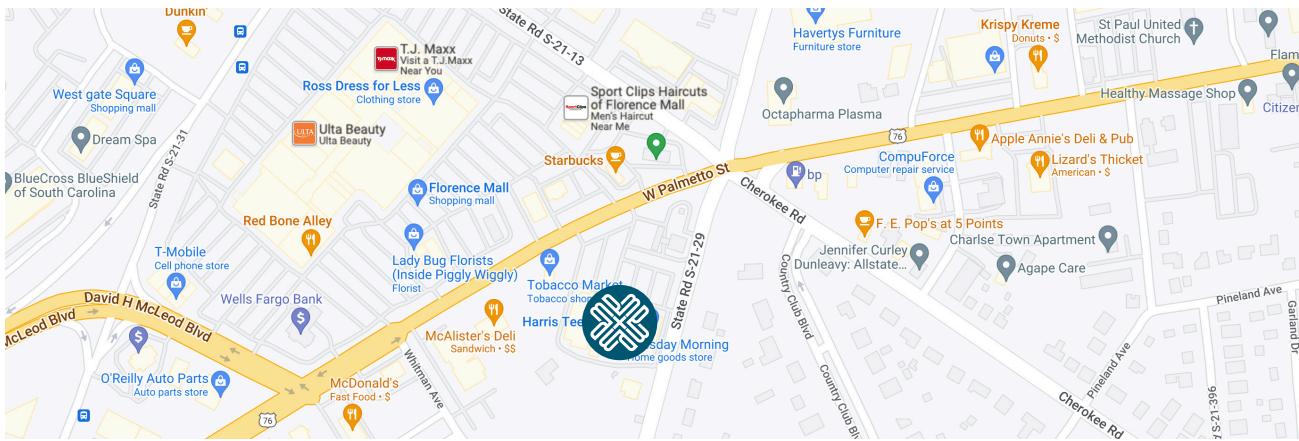 Dunkin'
State Rd S-21-13
T.J. Maxx
Visit a T.J.Maxx
Near You
Havertys Furniture
Furniture store
Krispy Kreme
Donuts • $
St Paul United
Methodist Church
West gate Square
Shopping mall
Ross Dress for Less
Clothing store
Sport Clips Haircuts
of Florence Mall
Men's Haircut
Near Me
SportClips
Octapharma Plasma
Healthy Massage Shop
Flam
Citizen
ULTA
Ulta Beauty
Ulta Beauty
Dream Spa
76
Apple Annie's Deli & Pub
Starbucks
CompuForce
Computer repair service
Lizard's Thicket
American • $
BlueCross BlueShield
of South Carolina
State Rd S-21-31
Florence Mall
Shopping mall
W Palmetto St
bp
Cherokee Rd
Red Bone Alley
F. E. Pop's at 5 Points
Charlse Town Apartment
T-Mobile
Cell phone store
Lady Bug Florists
(Inside Piggly Wiggly)
Florist
Jennifer Curley
Dunleavy: Allstate...
Agape Care
State Rd S-21-29
Country Club Blvd
Tobacco Market
Tobacco shop
David H McLeod Blvd
McLeod Blvd
Wells Fargo Bank
Harris Tee
McAlister's Deli
Sandwich • $$
sday Morning
Home goods store
Pineland Ave
Garland Dr
O'Reilly Auto Parts
Auto parts store
McDonald's
Fast Food • $
Whitman Ave
Country Club Blv
Pineland Ave
Cherokee Rd
S-21-396
76